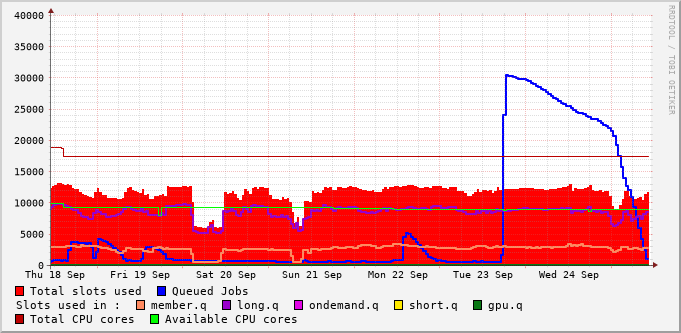 RRDTOOL / TOBI OETIKER
40000
35000
30000
25000
20000
15000
10000
5000
0
Thu 18 Sep Fri 19 Sep Sat 20 Sep Sun 21 Sep Mon 22 Sep Tue 23 Sep Wed 24 Sep
Total slots used Queued Jobs
Slots used in : member.q long.q ondemand.q short.q gpu.q
Total CPU cores Available CPU cores